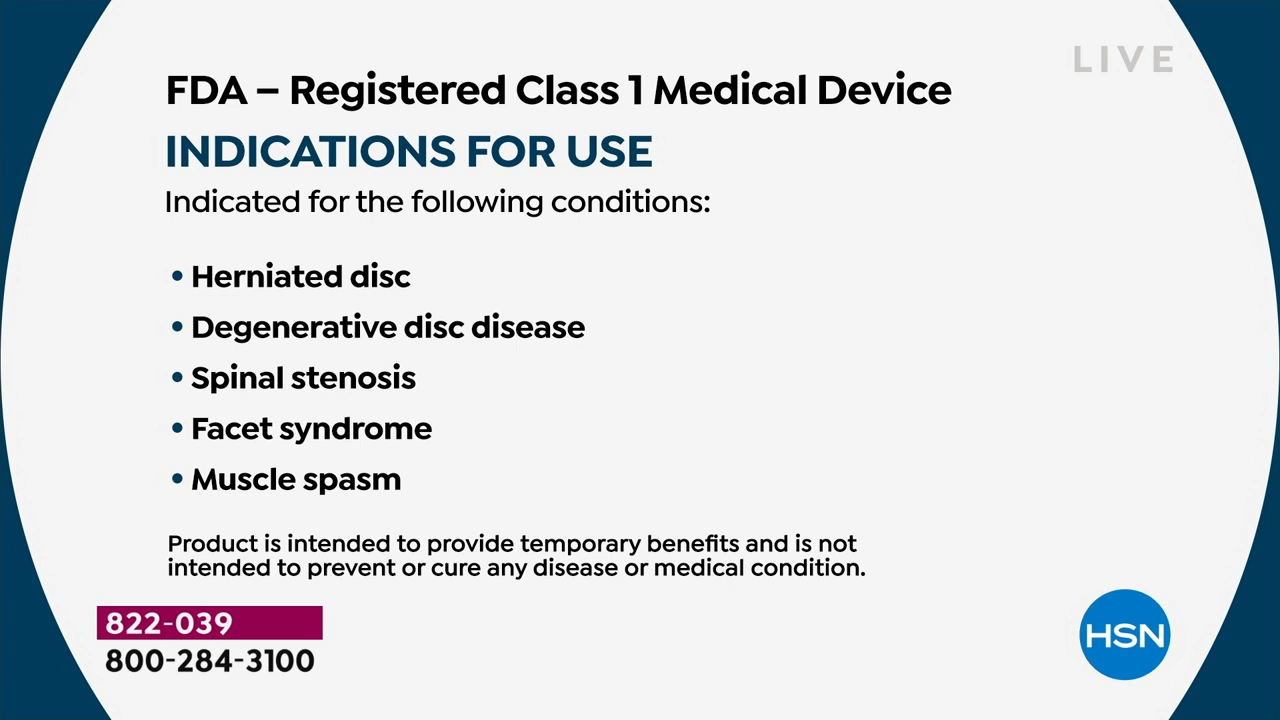 LIVE
FDA – Registered Class 1 Medical Device
INDICATIONS FOR USE
Indicated for the following conditions:
• Herniated disc
• Degenerative disc disease
• Spinal stenosis
• Facet syndrome
• Muscle spasm
Product is intended to provide temporary benefits and is not
intended to prevent or cure any disease or medical condition.
822-039
800-284-3100
HSN